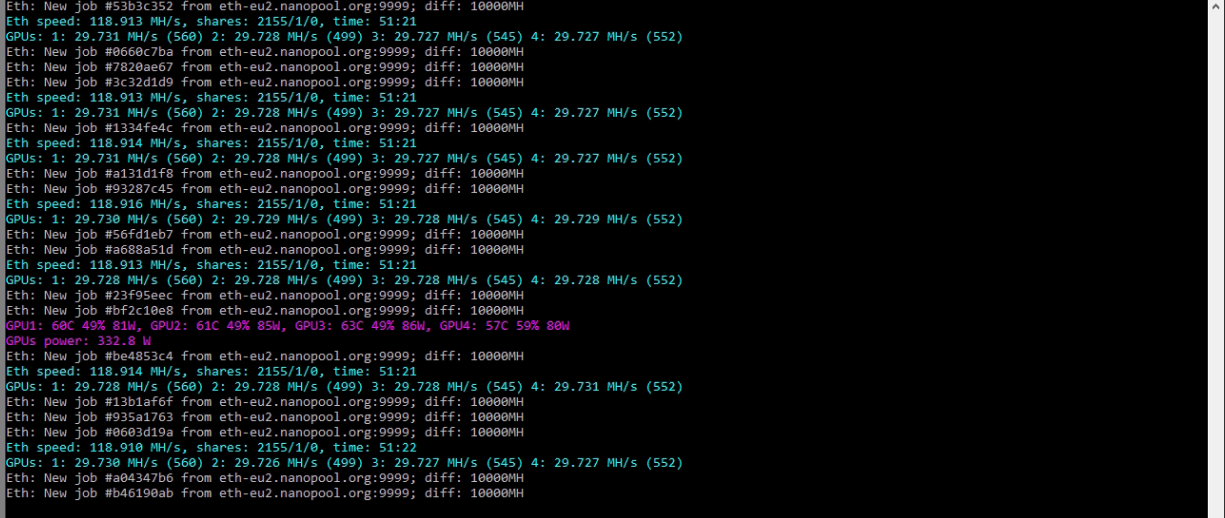 Eth: New job #53b3c352 from eth-eu2.nanopool.org:9999; diff: 10000MH
Eth speed: 118.913 MH/s, shares: 2155/1/0, time: 51:21
GPUs: 1: 29.731 MH/s (560) 2: 29.728 MH/s (499) 3: 29.727 MH/s (545) 4: 29.727 MH/s (552)
Eth: New job #0660c7ba from eth-eu2.nanopool.org:9999; diff: 10000MH
Eth: New job #7820ae67 from eth-eu2.nanopool.org:9999; diff: 10000MH
Eth: New job #3c32d1d9 from eth-eu2.nanopool.org:9999; diff: 10000MH
Eth speed: 118.913 MH/s, shares: 2155/1/0, time: 51:21
GPUs: 1: 29.731 MH/s (560) 2: 29.728 MH/s (499) 3: 29.727 MH/s (545) 4: 29.727 MH/s (552)
Eth: New job #1334fe4c from eth-eu2.nanopool.org:9999; diff: 10000MH
Eth speed: 118.914 MH/s, shares: 2155/1/0, time: 51:21
GPUs: 1: 29.731 MH/s (560) 2: 29.728 MH/s (499) 3: 29.727 MH/s (545) 4: 29.727 MH/s (552)
Eth: New job #a131d1f8 from eth-eu2.nanopool.org:9999; diff: 10000MH
Eth: New job #93287c45 from eth-eu2.nanopool.org:9999; diff: 10000MH
Eth speed: 118.916 MH/s, shares: 2155/1/0, time: 51:21
GPUs: 1: 29.730 MH/s (560) 2: 29.729 MH/s (499) 3: 29.728 MH/s (545) 4: 29.729 MH/s (552)
Eth: New job #56fd1eb7 from eth-eu2.nanopool.org:9999; diff: 10000MH
Eth: New job #a688a51d from eth-eu2.nanopool.org:9999; diff: 10000MH
Eth speed: 118.913 MH/s, shares: 2155/1/0, time: 51:21
GPUs: 1: 29.728 MH/s (560) 2: 29.728 MH/s (499) 3: 29.728 MH/s (545) 4: 29.728 MH/s (552)
Eth: New job #23f95eec from eth-eu2.nanopool.org:9999; diff: 10000MH
Eth: New job #bf2c10e8 from eth-eu2.nanopool.org:9999; diff: 10000MH
GPU1: 60C 49% 81W, GPU2: 61C 49% 85W, GPU3: 63C 49% 86W, GPU4: 57C 59% 80W
GPUs power: 332.8 W
Eth: New job #be4853c4 from eth-eu2.nanopool.org:9999; diff: 10000MH
Eth speed: 118.914 MH/s, shares: 2155/1/0, time: 51:21
GPUs: 1: 29.728 MH/s (560) 2: 29.728 MH/s (499) 3: 29.728 MH/s (545) 4: 29.731 MH/s (552)
Eth: New job #13b1af6f from eth-eu2.nanopool.org:9999; diff: 10000MH
Eth: New job #935a1763 from eth-eu2.nanopool.org:9999; diff: 10000MH
Eth: New job #0603d19a from eth-eu2.nanopool.org:9999; diff: 10000MH
Eth speed: 118.910 MH/s, shares: 2155/1/0, time: 51:22
GPUs: 1: 29.730 MH/s (560) 2: 29.726 MH/s (499) 3: 29.727 MH/s (545) 4: 29.727 MH/s (552)
Eth: New job #a04347b6 from eth-eu2.nanopool.org:9999; diff: 10000MH
Eth: New job #b46190ab from eth-eu2.nanopool.org:9999; diff: 10000MH